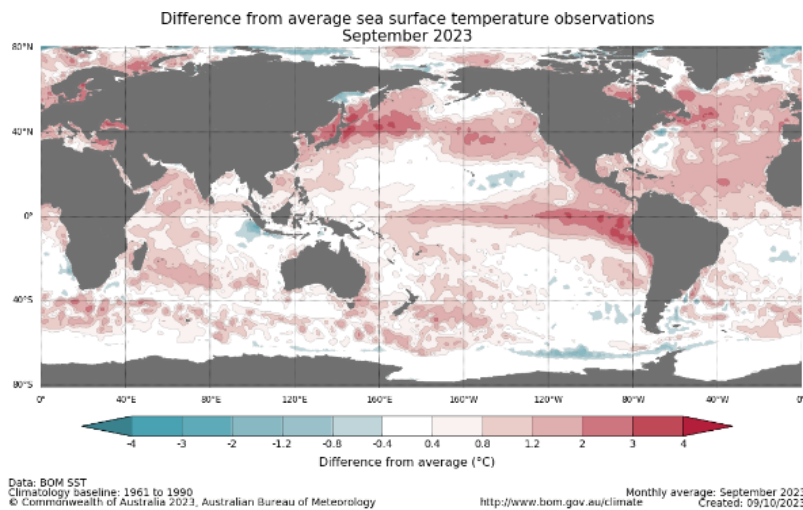 Difference from average sea surface temperature observations
September 2023
80°N
40°N
0°
40°S
80°S
0° 40°E 80°E 120°E 160°E 160°W 120°W 80°W 40°W 0°
-4 -3 -2 -1.2 -0.8 -0.4 0.4 0.8 1.2 2 3 4
Difference from average (°C)
Data: BOM SST
Climatology baseline: 1961 to 1990
© Commonwealth of Australia 2023, Australian Bureau of Meteorology
http://www.bom.gov.au/climate
Monthly average: September 2023
Created: 09/10/2023